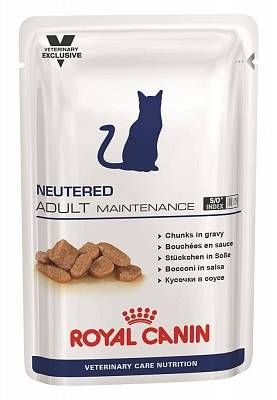 VETERINARY
EXCLUSIVE
NEUTERED
ADULT MAINTENANCE
S/O
INDEX
• Chunks in gravy
• Bouchées en sauce
• Stückchen in Soße
• Bocconi in salsa
• Кусочки в соусе
ROYAL CANIN
VETERINARY CARE NUTRITION